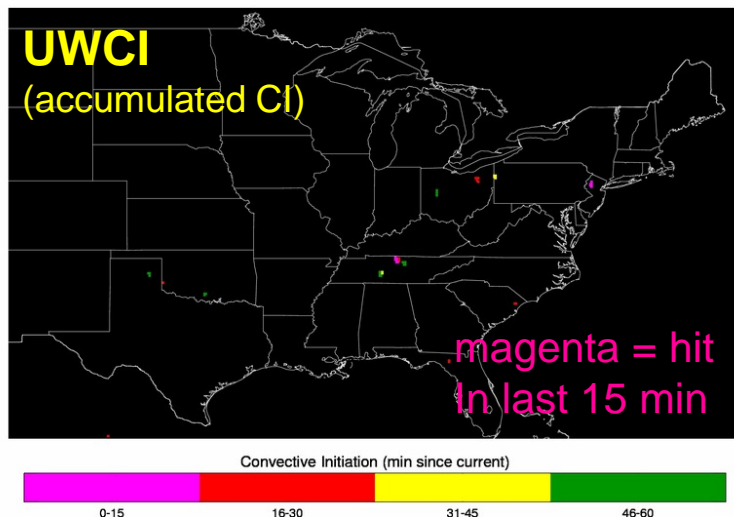 UWCI
(accumulated CI)
magenta = hit
In last 15 min
Convective Initiation (min since current)
0-15 16-30 31-45 46-60